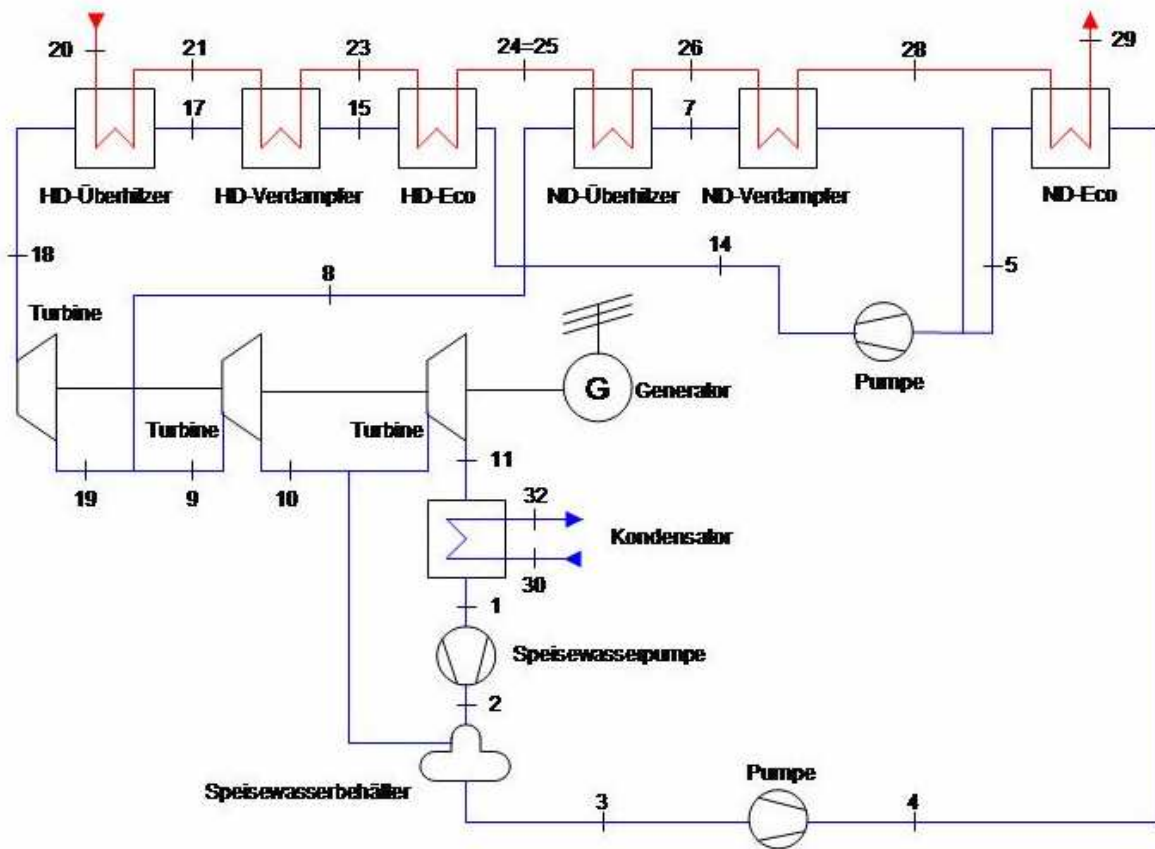 20
21
23
24=25
26
28
29
17
15
7
HD-Überhitzer
HD-Verdampfer
HD-Eco
ND-Überhitzer
ND-Verdampfer
ND-Eco
18
8
14
5
Turbine
Pumpe
G
Generator
Turbine
Turbine
19
9
10
11
32
Kondensator
30
1
Speisewasserpumpe
2
Speisewasserbehälter
Pumpe
3
4